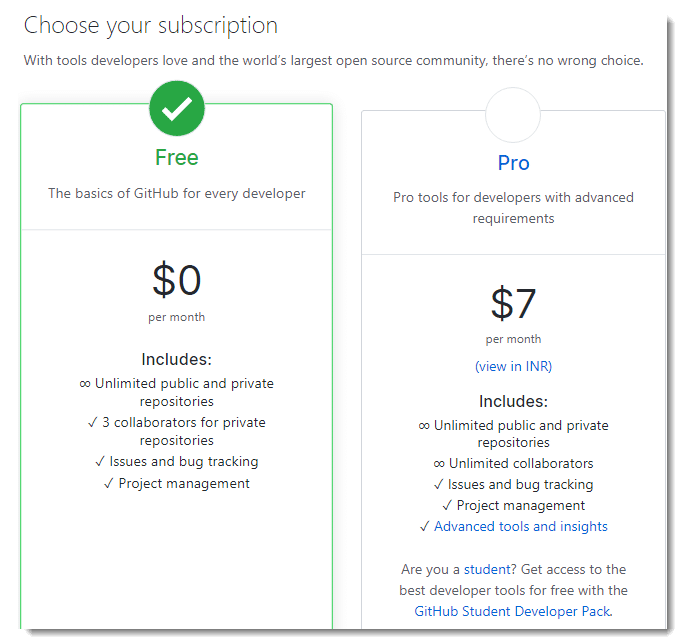 Choose your subscription
With tools developers love and the world's largest open source community, there's no wrong choice.
Free
The basics of GitHub for every developer
$0
per month
Includes:
∞ Unlimited public and private
repositories
✓ 3 collaborators for private
repositories
✓ Issues and bug tracking
✓ Project management
Pro
Pro tools for developers with advanced
requirements
$7
per month
(view in INR)
Includes:
∞ Unlimited public and private
repositories
∞ Unlimited collaborators
✓ Issues and bug tracking
✓ Project management
✓ Advanced tools and insights
Are you a student? Get access to the
best developer tools for free with the
GitHub Student Developer Pack.